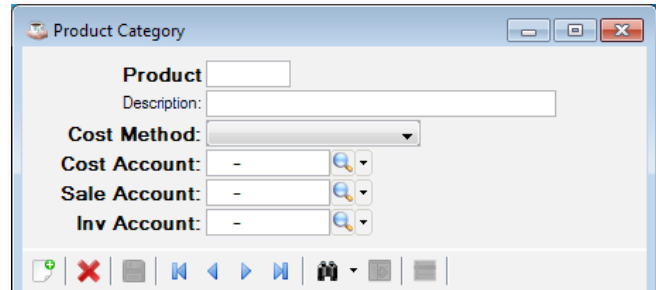 Product Category
Product
Description:
Cost Method:
Cost Account: -
Sale Account: -
Inv Account: -